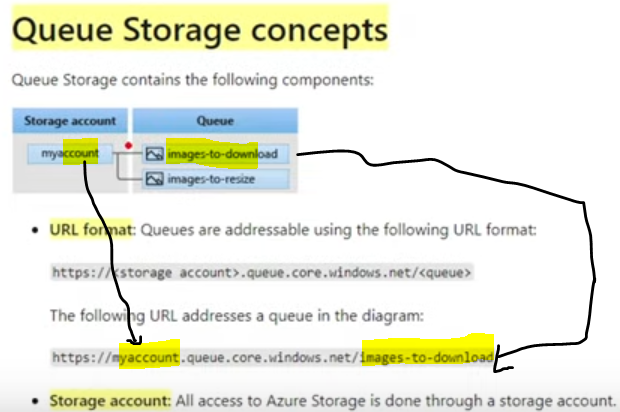 Queue Storage concepts
Queue Storage contains the following components:
Storage account Queue
myaccount images-to-download
images-to-resize
• URL format: Queues are addressable using the following URL format:
https://<storage account>.queue.core.windows.net/<queue>
The following URL addresses a queue in the diagram:
https://myaccount.queue.core.windows.net/images-to-download
• Storage account: All access to Azure Storage is done through a storage account.